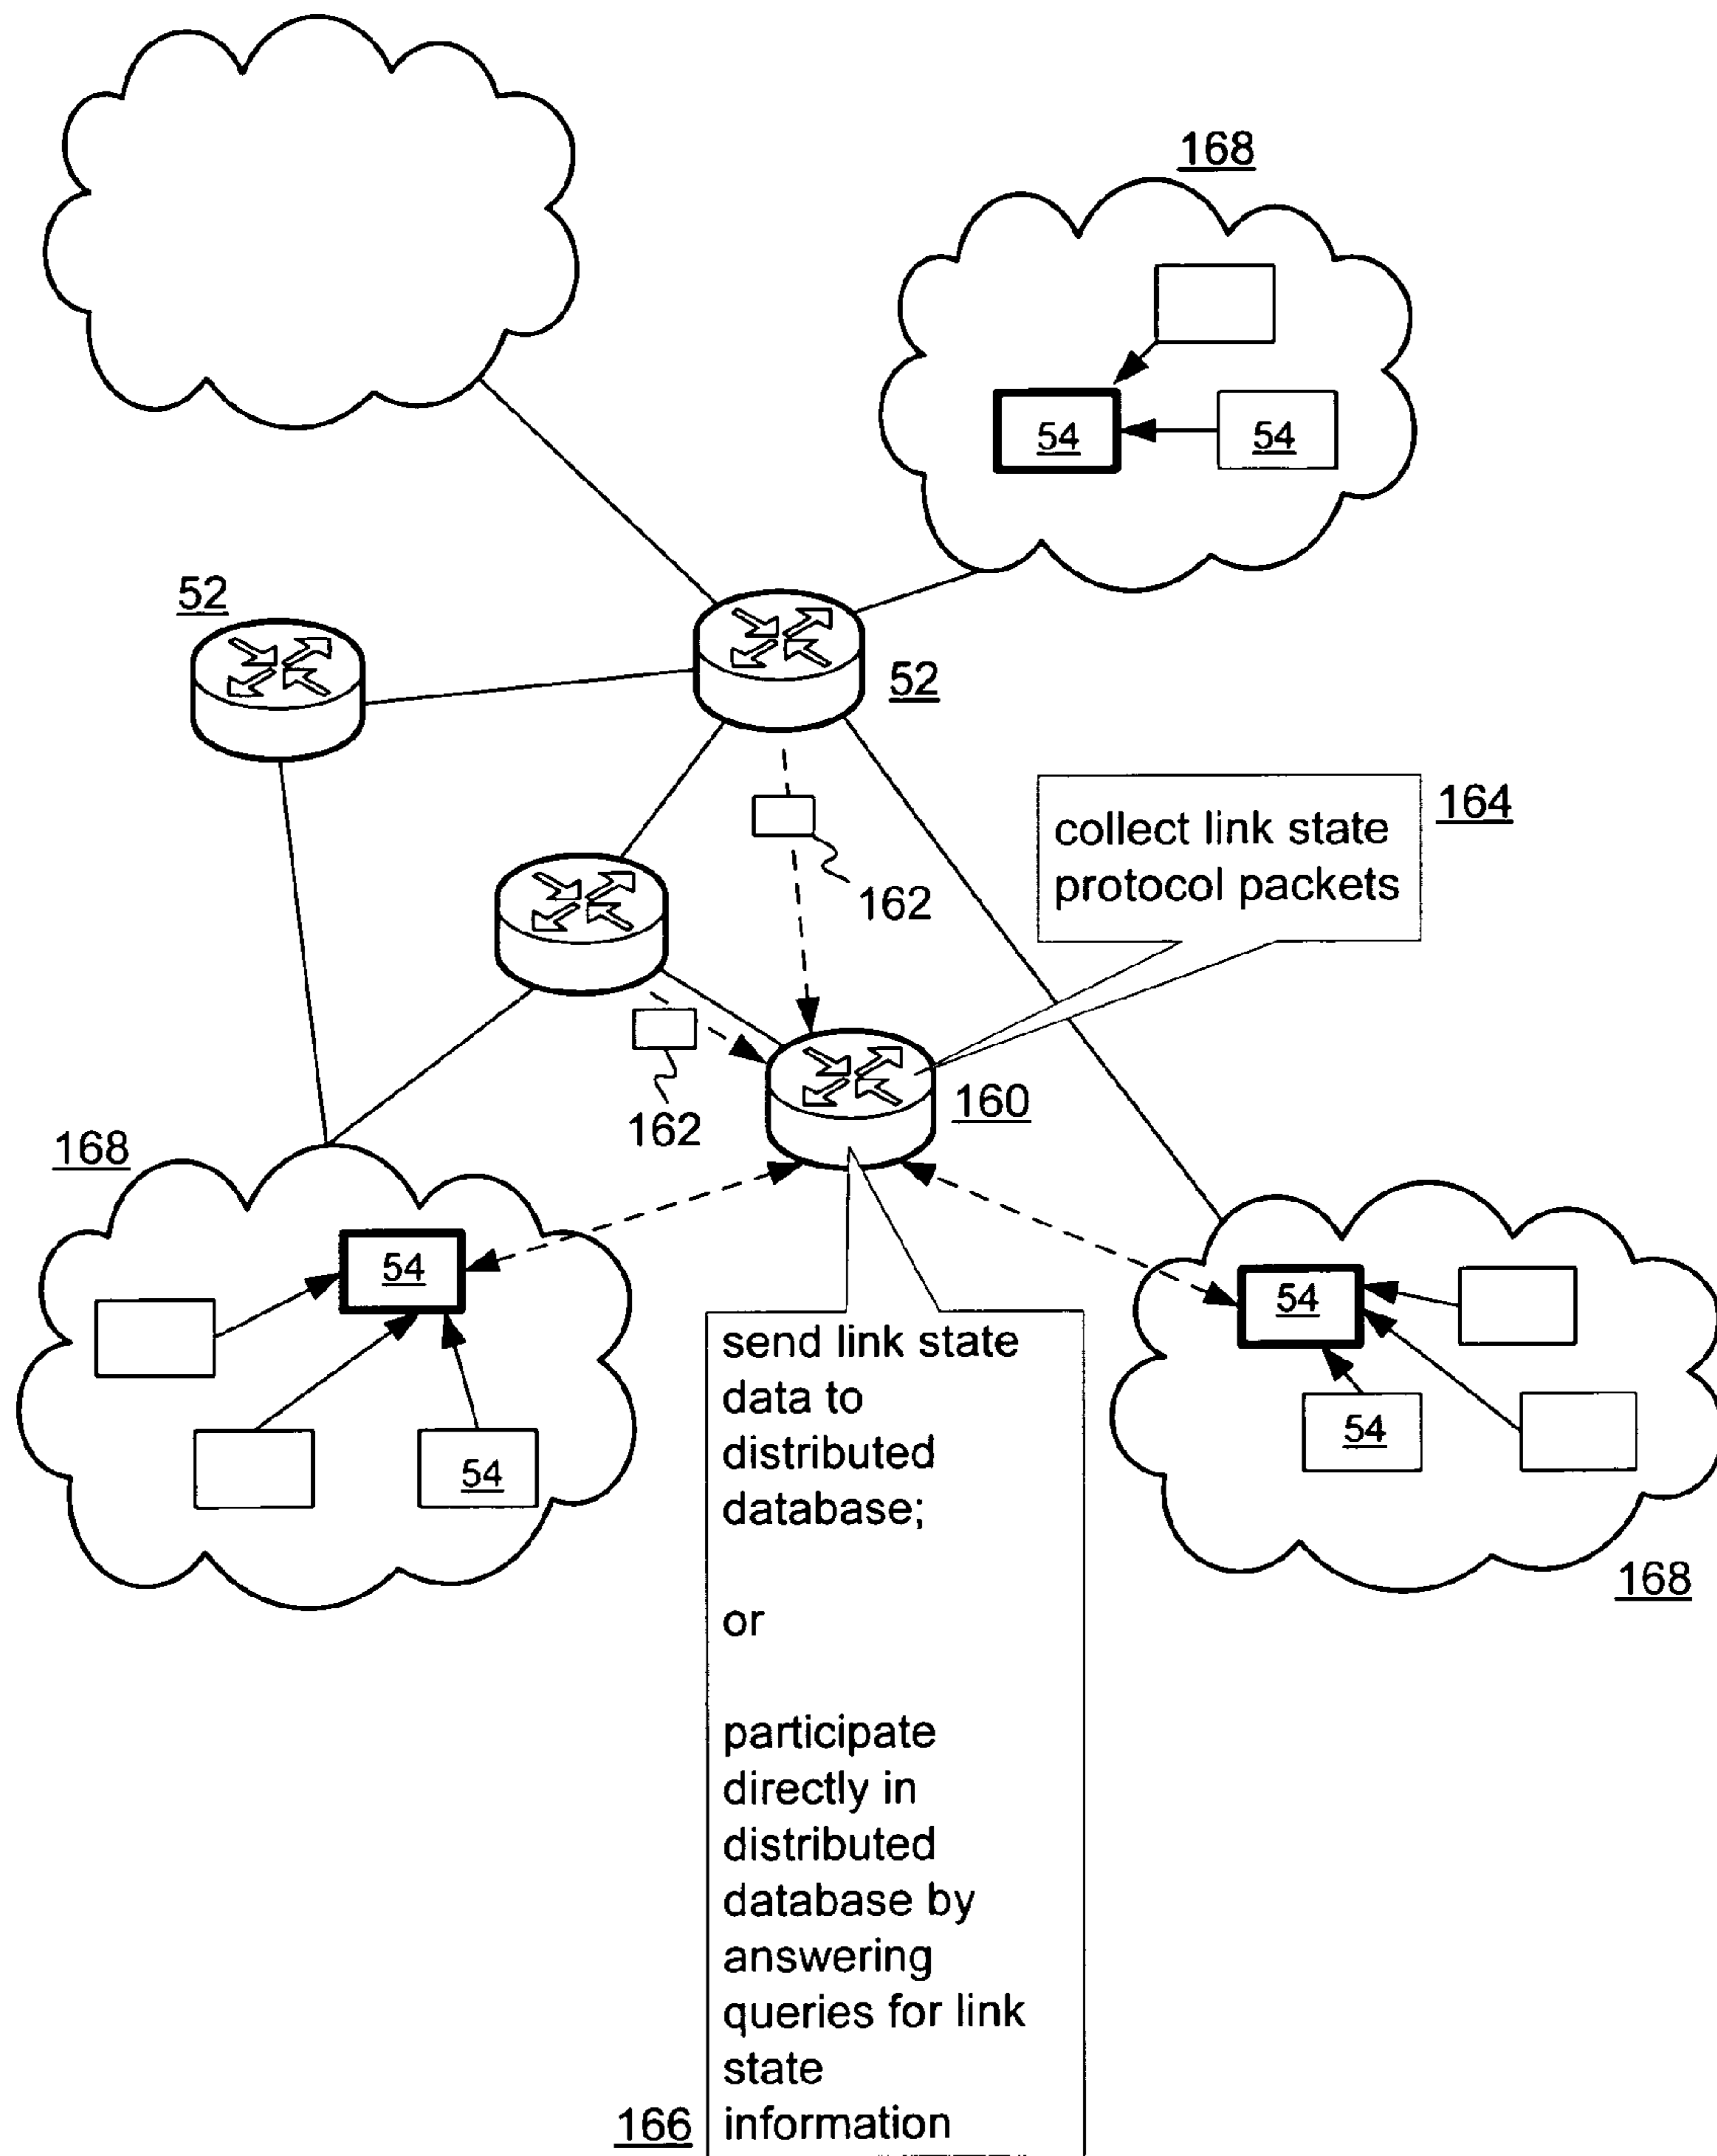 168
54
54
52
52
164
collect link state
protocol packets
162
162
160
168
54
54
54
54
168
send link state
data to
distributed
database;
or
participate
directly in
distributed
database by
answering
queries for link
state
information
166